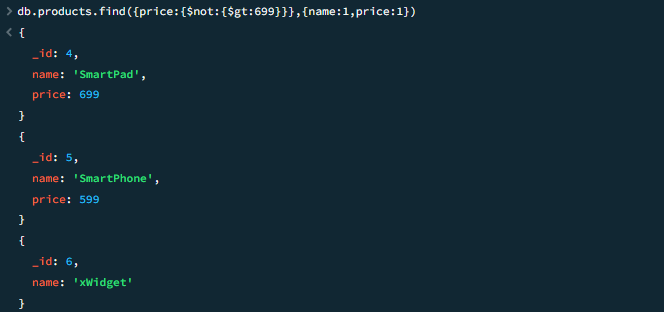 > db.products.find({price:{$not:{$gt:699}}},{name:1,price:1})
< {
_id: 4,
name: 'SmartPad',
price: 699
}
{
_id: 5,
name: 'SmartPhone',
price: 599
}
{
_id: 6,
name: 'xWidget'
}